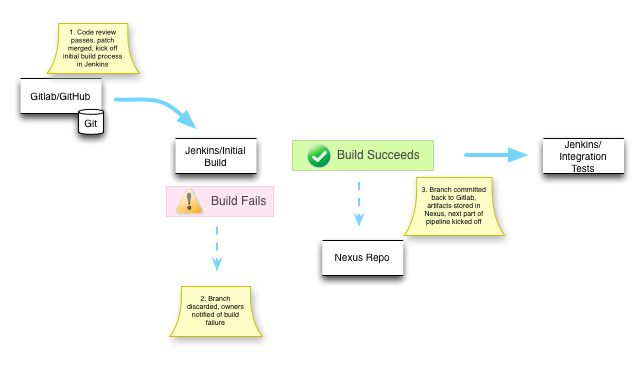 1. Code review
passes, patch
merged, kick off
initial build process
in Jenkins
Gitlab/GitHub
Git
Jenkins/Initial
Build
Build Succeeds
Jenkins/
Integration
Tests
Build Fails
3. Branch committed
back to Gitlab,
artifacts stored in
Nexus, next part of
pipeline kicked off
Nexus Repo
2. Branch
discarded, owners
notified of build
failure